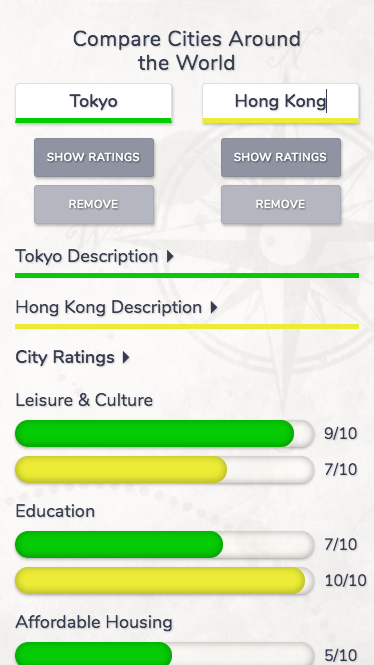 Compare Cities Around
the World
Tokyo
Hong Kong
SHOW RATINGS
SHOW RATINGS
REMOVE
REMOVE
Tokyo Description
Hong Kong Description
City Ratings
Leisure & Culture
9/10
7/10
Education
7/10
10/10
Affordable Housing
5/10